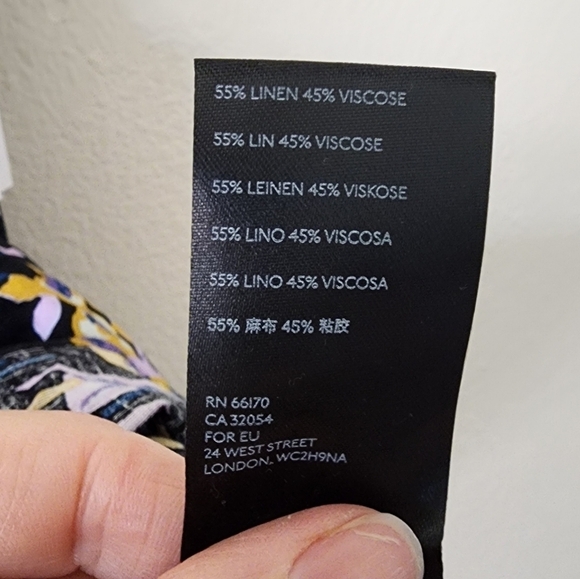 55% LINEN 45% VISCOSE
55% LIN 45% VISCOSE
55% LEINEN 45% VISKOSE
55% LINO 45% VISCOSA
55% LINO 45% VISCOSA
55% 麻布 45% 粘胶
RN 66170
CA 32054
FOR EU
24 WEST STREET
LONDON. WC2H9NA